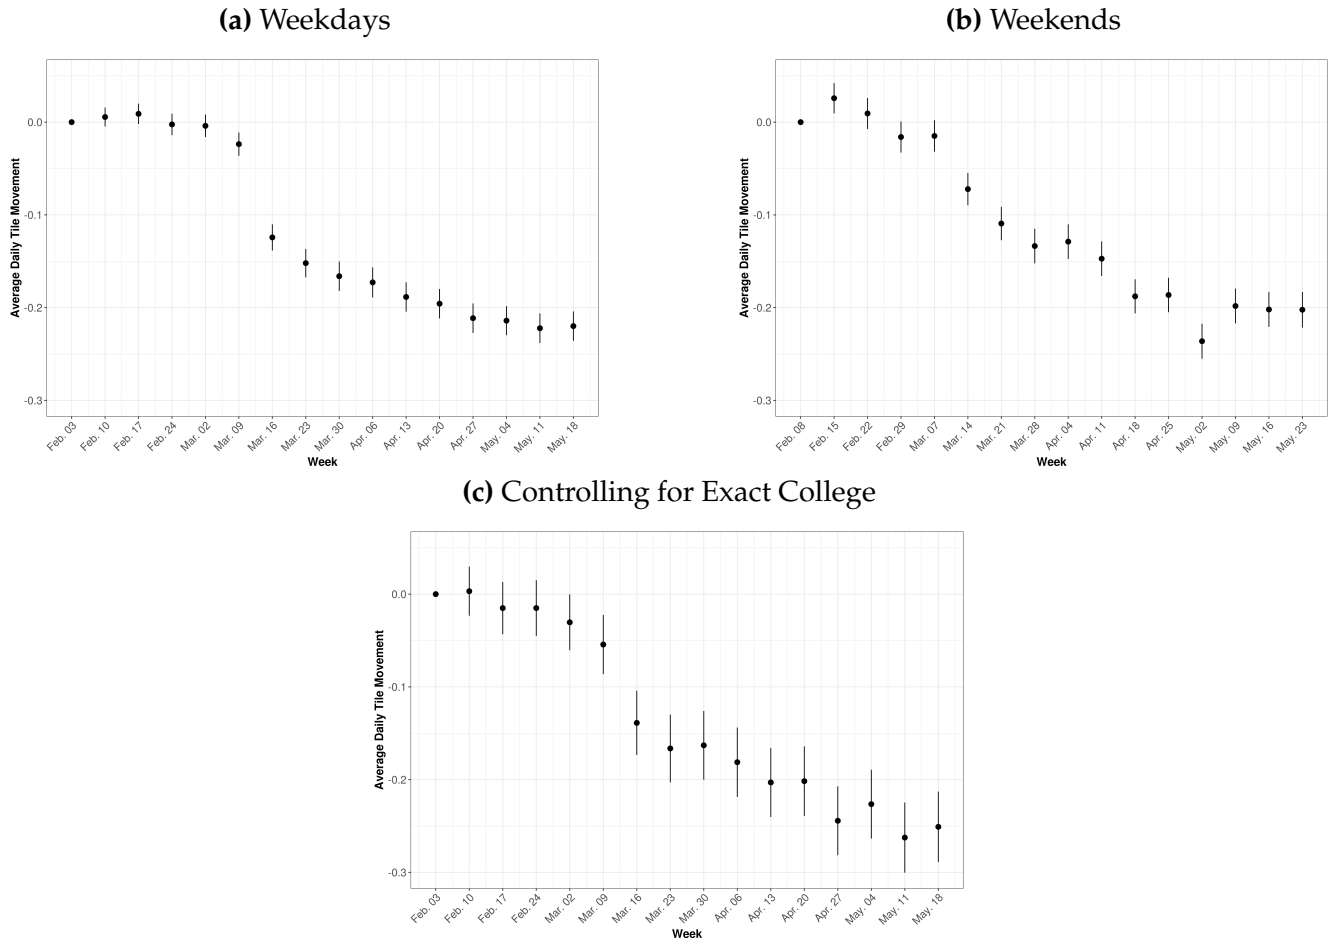 (a) Weekdays
Average Daily Tile Movement
0.0
-0.1
-0.2
-0.3
Feb. 03
Feb. 10
Feb. 17
Feb. 24
Mar. 02
Mar. 09
Mar. 16
Mar. 23
Mar. 30
Apr. 06
Apr. 13
Apr. 20
Apr. 27
May. 04
May. 11
May. 18
Week
(b) Weekends
Average Daily Tile Movement
0.0
-0.1
-0.2
-0.3
Feb. 08
Feb. 15
Feb. 22
Feb. 29
Mar. 07
Mar. 14
Mar. 21
Mar. 28
Apr. 04
Apr. 11
Apr. 18
Apr. 25
May. 02
May. 09
May. 16
May. 23
Week
(c) Controlling for Exact College
Average Daily Tile Movement
0.0
-0.1
-0.2
-0.3
Feb. 03
Feb. 10
Feb. 17
Feb. 24
Mar. 02
Mar. 09
Mar. 16
Mar. 23
Mar. 30
Apr. 06
Apr. 13
Apr. 20
Apr. 27
May. 04
May. 11
May. 18
Week